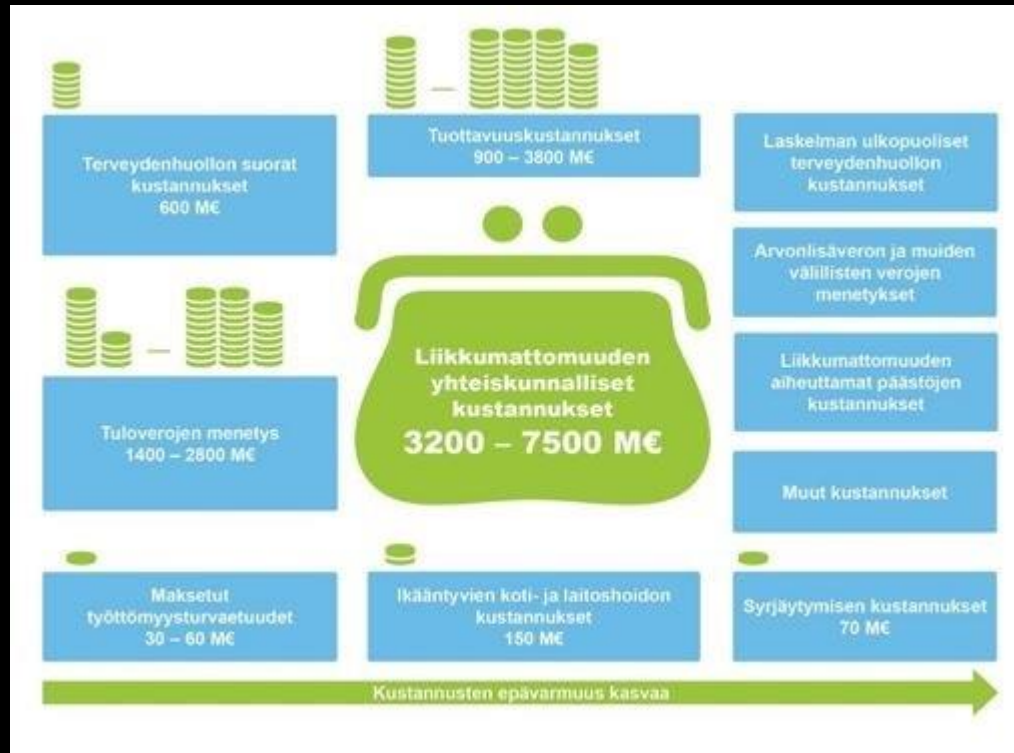 Terveydenhuollon suorat
kustannukset
600 M€
Tuottavuuskustannukset
900 – 3800 M€
Laskelman ulkopuoliset
terveydenhuollon
kustannukset
Arvonlisäveron ja muiden
välillisten verojen
menetykset
Liikkumattomuuden
yhteiskunnalliset
kustannukset
3200 – 7500 M€
Liikkumattomuuden
aiheuttamat päästöjen
kustannukset
Tuloverojen menetys
1400 – 2800 M€
Muut kustannukset
Maksetut
työttömyysturvaetuudet
30 – 60 M€
Ikääntyvien koti- ja laitoshoidon
kustannukset
150 M€
Syrjäytymisen kustannukset
70 M€
Kustannusten epävarmuus kasvaa